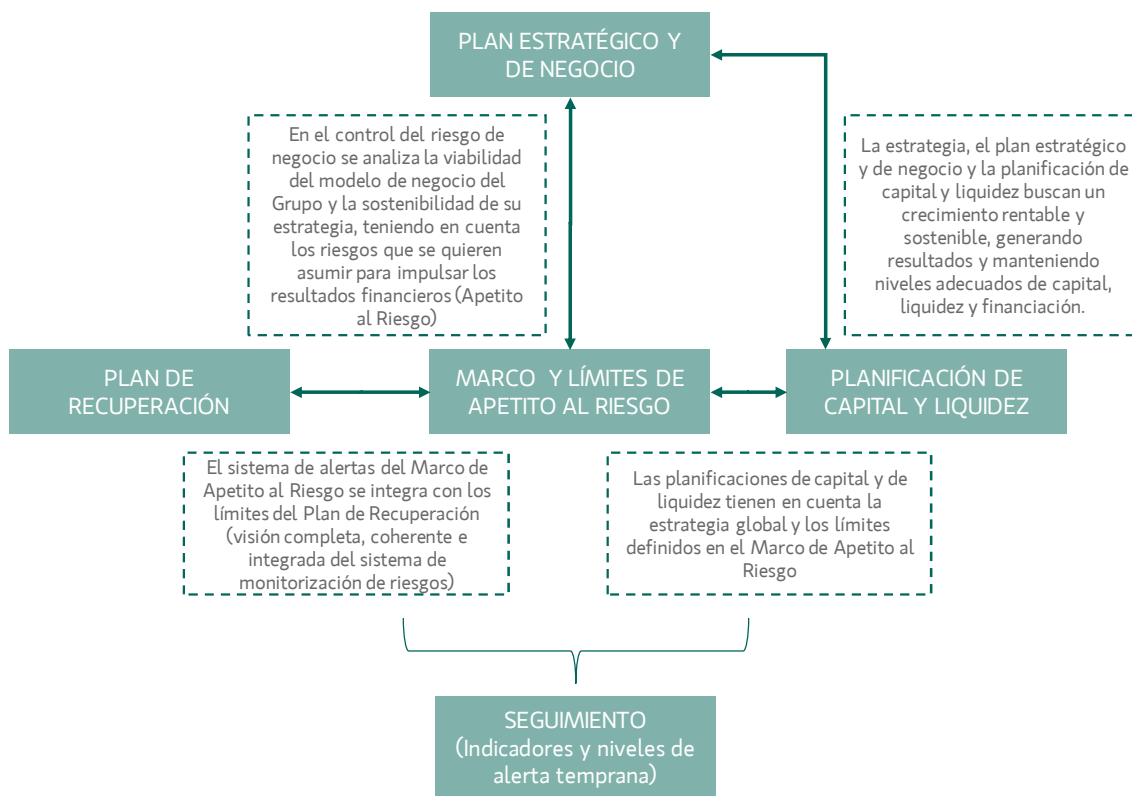 PLAN ESTRATÉGICO Y
DE NEGOCIO
En el control del riesgo de
negocio se analiza la viabilidad
del modelo de negocio del
Grupo y la sostenibilidad de su
estrategia, teniendo en cuenta
los riesgos que se quieren
asumir para impulsar los
resultados financieros (Apetito
al Riesgo)
La estrategia, el plan estratégico
y de negocio y la planificación de
capital y liquidez buscan un
crecimiento rentable y
sostenible, generando
resultados y manteniendo
niveles adecuados de capital,
liquidez y financiación.
PLAN DE
RECUPERACIÓN
MARCO Y LÍMITES DE
APETITO AL RIESGO
PLANIFICACIÓN DE
CAPITAL Y LIQUIDEZ
El sistema de alertas del Marco de
Apetito al Riesgo se integra con los
límites del Plan de Recuperación
(visión completa, coherente e
integrada del sistema de
monitorización de riesgos)
Las planificaciones de capital y de
liquidez tienen en cuenta la
estrategia global y los límites
definidos en el Marco de Apetito al
Riesgo
SEGUIMIENTO
(Indicadores y niveles de
alerta temprana)